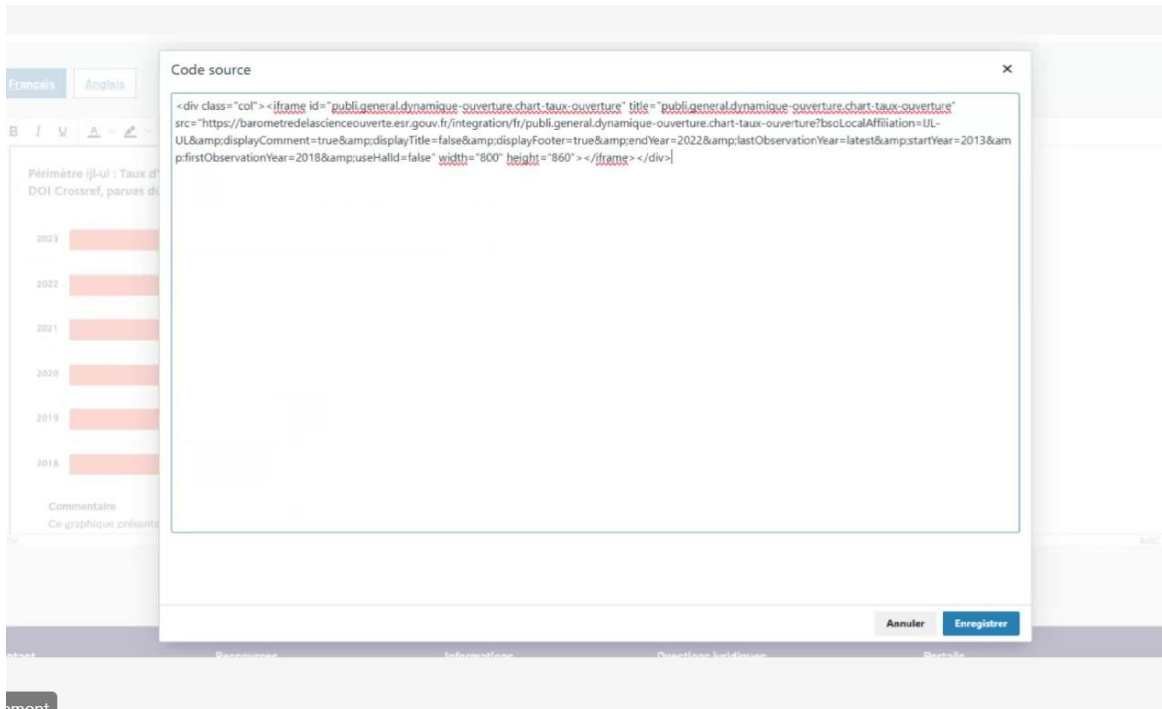 Code source
×
Français Anglais
B I U A
<div class="col"><iframe id="publi.general.dynamique-ouverture.chart-taux-ouverture" title="publi.general.dynamique-ouverture.chart-taux-ouverture"
src="https://barometredelascienceouverte.esr.gouv.fr/integration/fr/publi.general.dynamique-ouverture.chart-taux-ouverture?bsoLocalAffiliation=IJL-
UL&amp;displayComment=true&amp;displayTitle=false&amp;displayFooter=true&amp;endYear=2022&amp;lastObservationYear=latest&amp;startYear=2013&am
p;firstObservationYear=2018&amp;useHalId=false" width="800" height="860"></iframe></div>
Périmètre ijl-ul : Taux d'
DOI Crossref, parues du
2023
2022
2021
2020
2019
2018
Commentaire
Ce graphique présente
Annuler Enregistrer
ntact Ressources Informations Questions juridiques Portails
ement